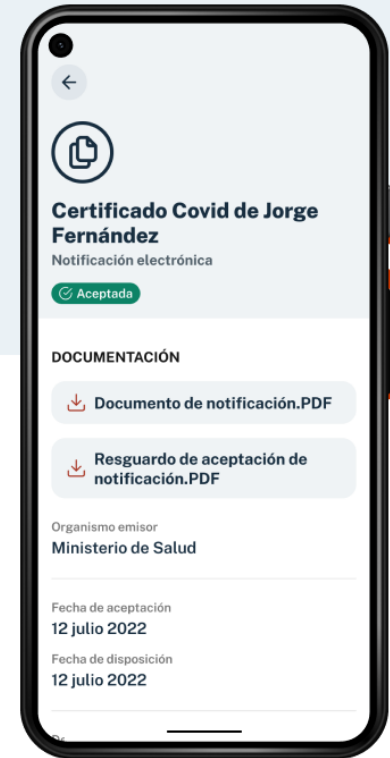 Certificado Covid de Jorge
Fernández
Notificación electrónica
Aceptada
DOCUMENTACIÓN
Documento de notificación.PDF
Resguardo de aceptación de
notificación.PDF
Organismo emisor
Ministerio de Salud
Fecha de aceptación
12 julio 2022
Fecha de disposición
12 julio 2022